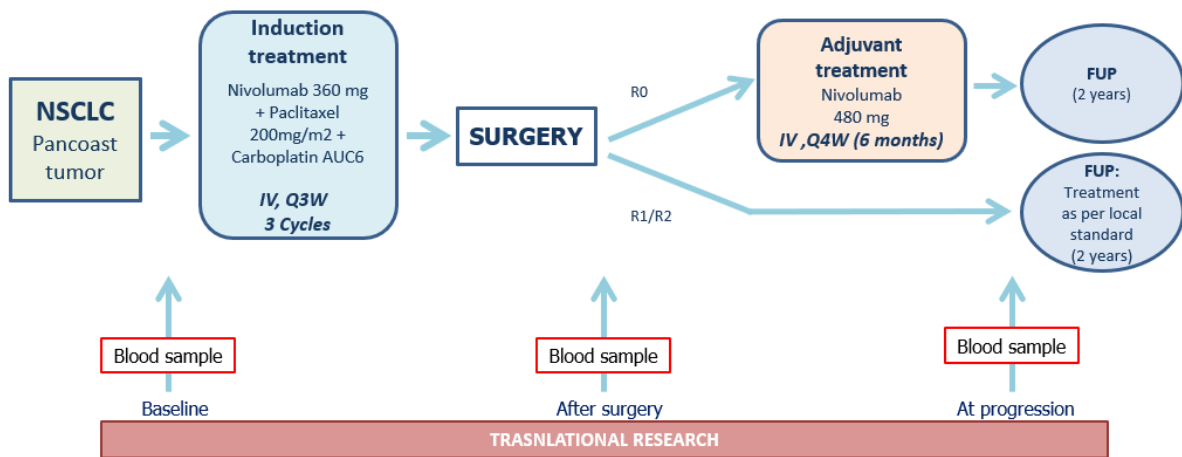 NSCLC
Pancoast
tumor
Induction
treatment
Nivolumab 360 mg
+ Paclitaxel
200mg/m2 +
Carboplatin AUC6
IV, Q3W
3 Cycles
SURGERY
R0
R1/R2
Adjuvant
treatment
Nivolumab
480 mg
IV ,Q4W (6 months)
FUP
(2 years)
FUP:
Treatment
as per local
standard
(2 years)
Blood sample
Blood sample
Blood sample
Baseline
After surgery
At progression
TRASNLATIONAL RESEARCH